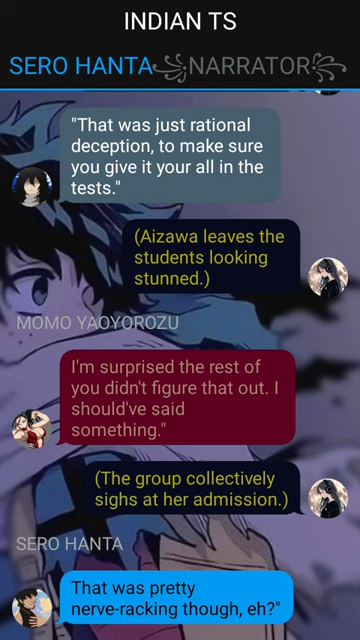 INDIAN TS
SERO HANTA NARRATOR
"That was just rational
deception, to make sure
you give it your all in the
tests."
(Aizawa leaves the
students looking
stunned.)
MOMO YAOYOROZU
I'm surprised the rest of
you didn't figure that out. I
should've said
something."
(The group collectively
sighs at her admission.)
SERO HANTA
That was pretty
nerve-racking though, eh?"